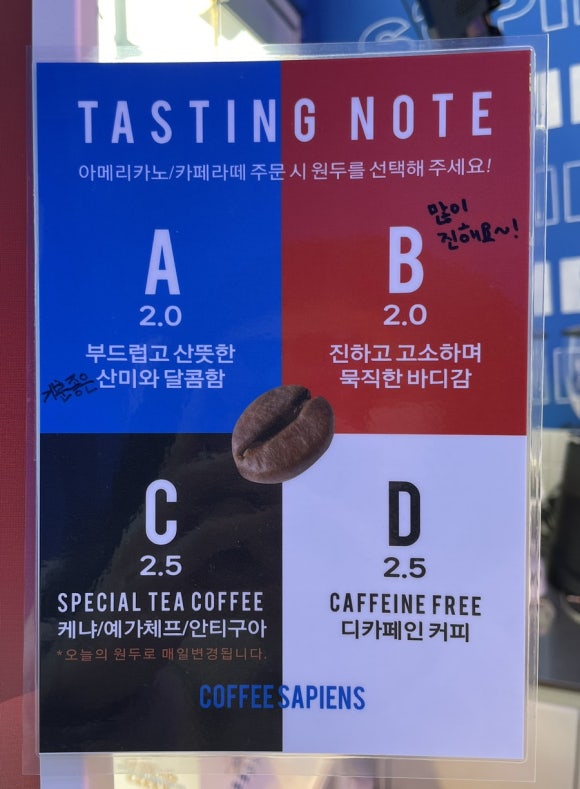 TASTING NOTE
아메리카노/카페라떼 주문 시 원두를 선택해 주세요!
많이
진해요~!
A
2.0
부드럽고 산뜻한
기분좋은 산미와 달콤함
B
2.0
진하고 고소하며
묵직한 바디감
C
2.5
SPECIAL TEA COFFEE
케냐/예가체프/안티구아
*오늘의 원두로 매일변경됩니다.
D
2.5
CAFFEINE FREE
디카페인 커피
COFFEE SAPIENS